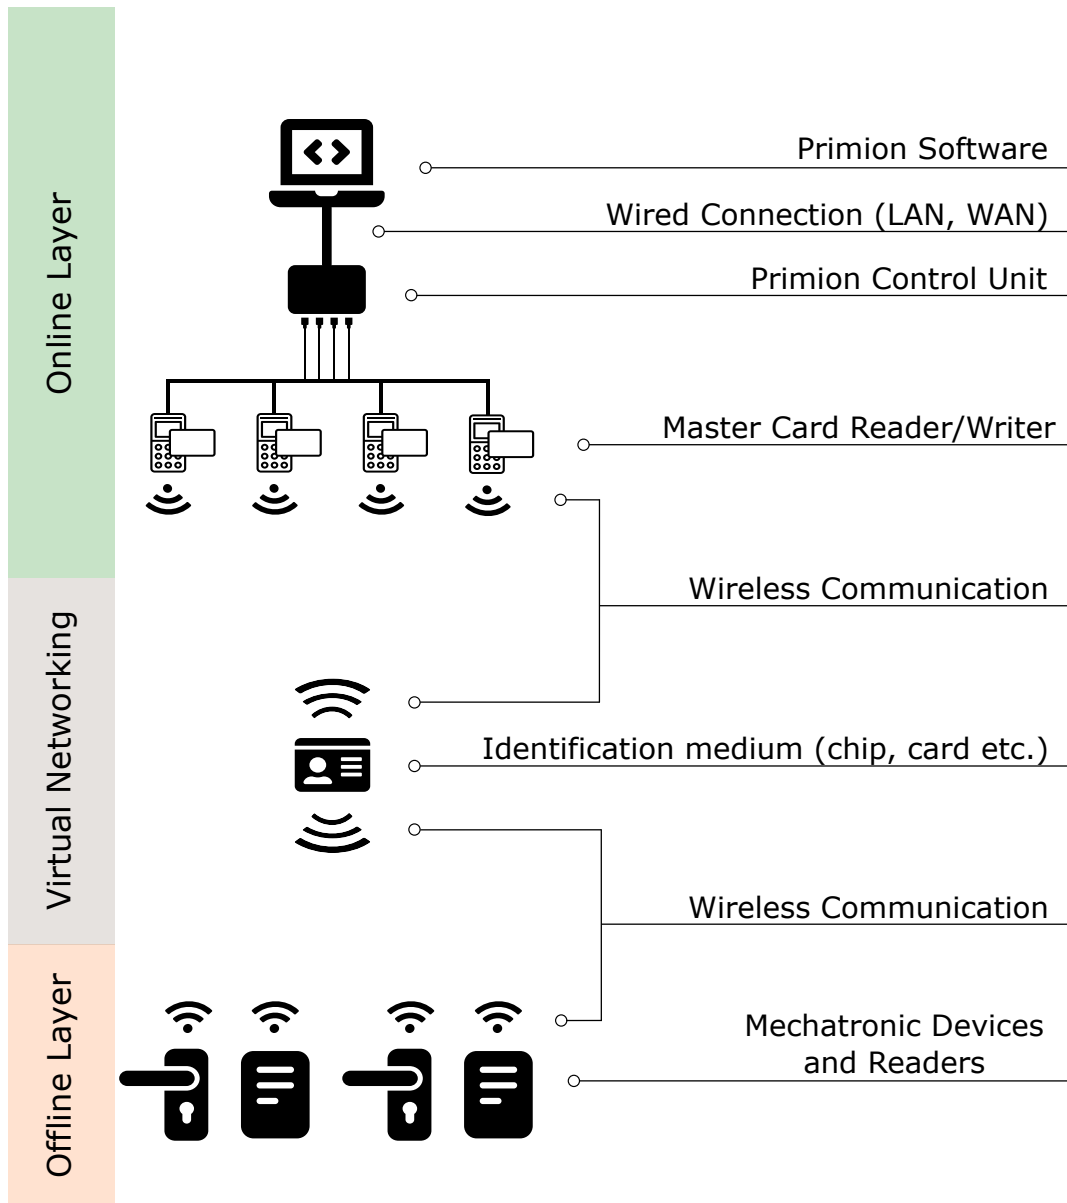 Online Layer
Primion Software
Wired Connection (LAN, WAN)
Primion Control Unit
Master Card Reader/Writer
Virtual Networking
Wireless Communication
Identification medium (chip, card etc.)
Wireless Communication
Offline Layer
Mechatronic Devices
and Readers